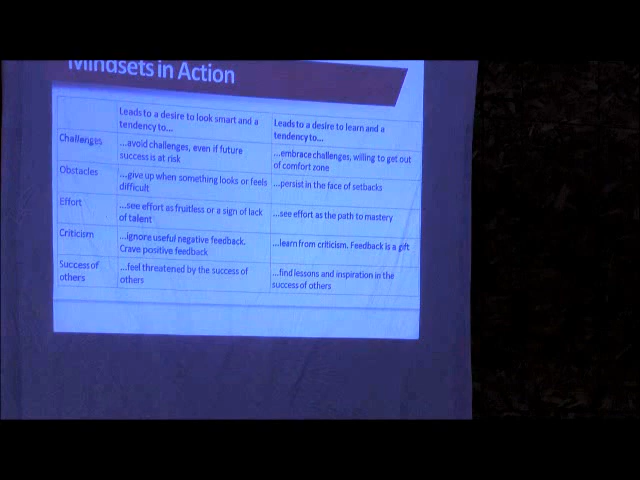 Mindsets in Action
Leads to a desire to look smart and a
tendency to...
Leads to a desire to learn and a
tendency to...
Challenges
...avoid challenges, even if future
success is at risk
...embrace challenges, willing to get out
of comfort zone
Obstacles
...give up when something looks or feels
difficult
...persist in the face of setbacks
Effort
...see effort as fruitless or a sign of lack
of talent
...see effort as the path to mastery
Criticism
...ignore useful negative feedback.
Crave positive feedback
...learn from criticism. Feedback is a gift
Success of
others
...feel threatened by the success of
others
...find lessons and inspiration in the
success of others